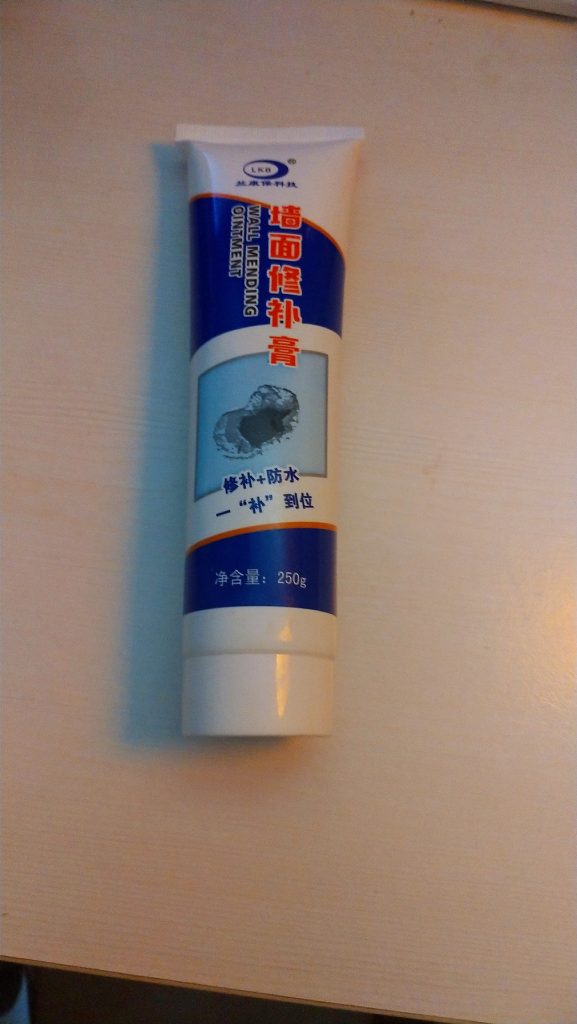 LKB
®
兰康保科技
墙面修补膏
WALL MENDING
OINTMENT
修补+防水
一“补”到位
净含量：250g